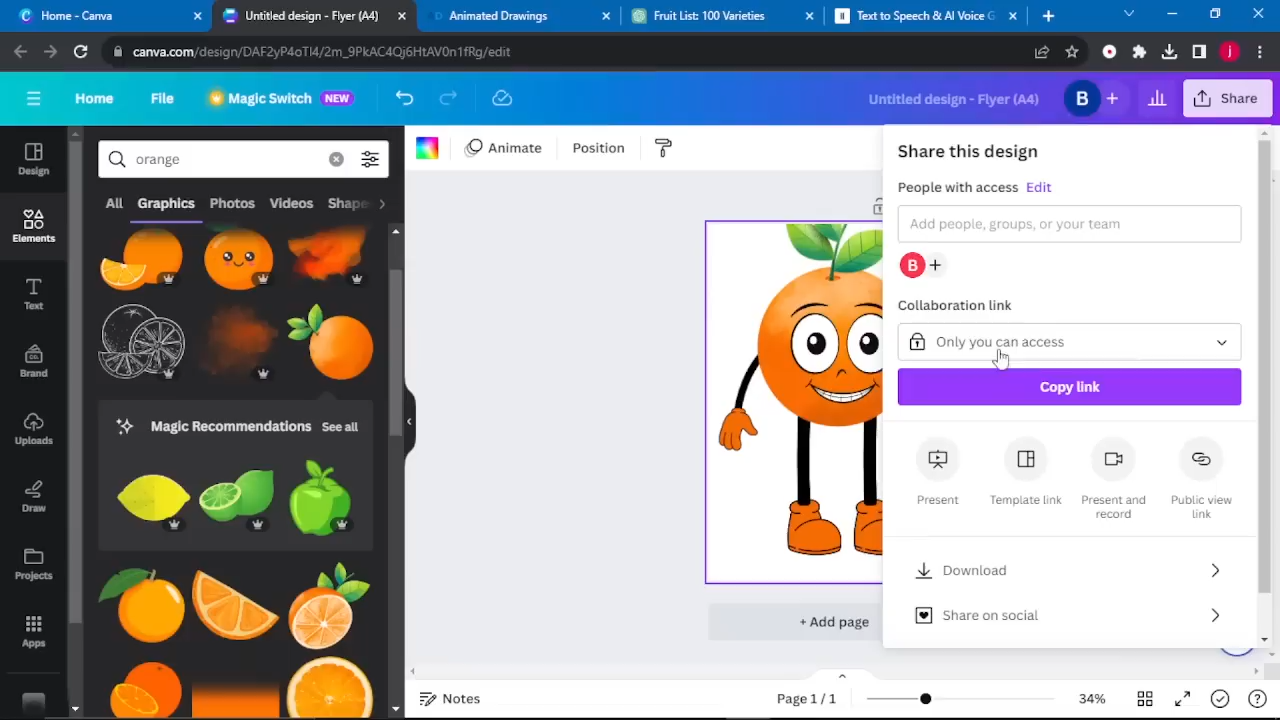 Home - Canva
Untitled design - Flyer (A4)
Animated Drawings
Fruit List: 100 Varieties
Text to Speech & AI Voice G
canva.com/design/DAF2yP4oTI4/2m_9PkAC4Qj6HtAV0n1fRg/edit
j
Home
File
Magic Switch
NEW
Untitled design - Flyer (A4)
B
Share
Design
Elements
Text
Brand
Uploads
Draw
Projects
Apps
orange
All
Graphics
Photos
Videos
Shape
Magic Recommendations
See all
Animate
Position
+ Add page
Share this design
People with access
Edit
Add people, groups, or your team
B
Collaboration link
Only you can access
Copy link
Present
Template link
Present and
record
Public view
link
Download
Share on social
Notes
Page 1 / 1
34%